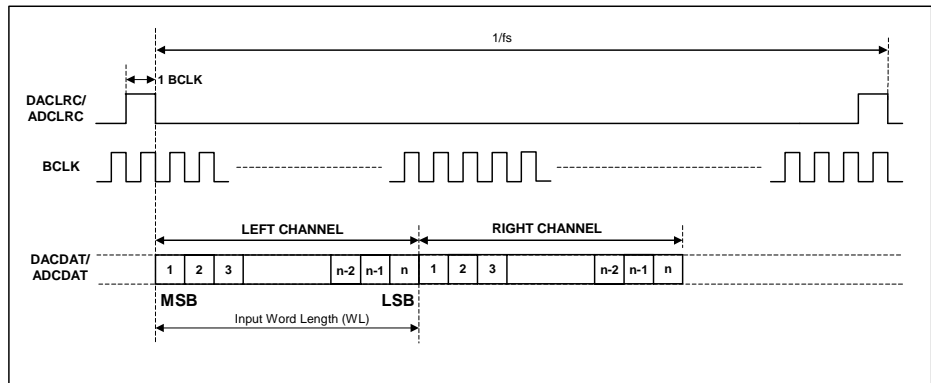 1/fs
1 BCLK
DACLRC/
ADCLRC
BCLK
LEFT CHANNEL RIGHT CHANNEL
DACDAT/
ADCDAT
1 2 3 n-2 n-1 n 1 2 3 n-2 n-1 n
MSB LSB
Input Word Length (WL)